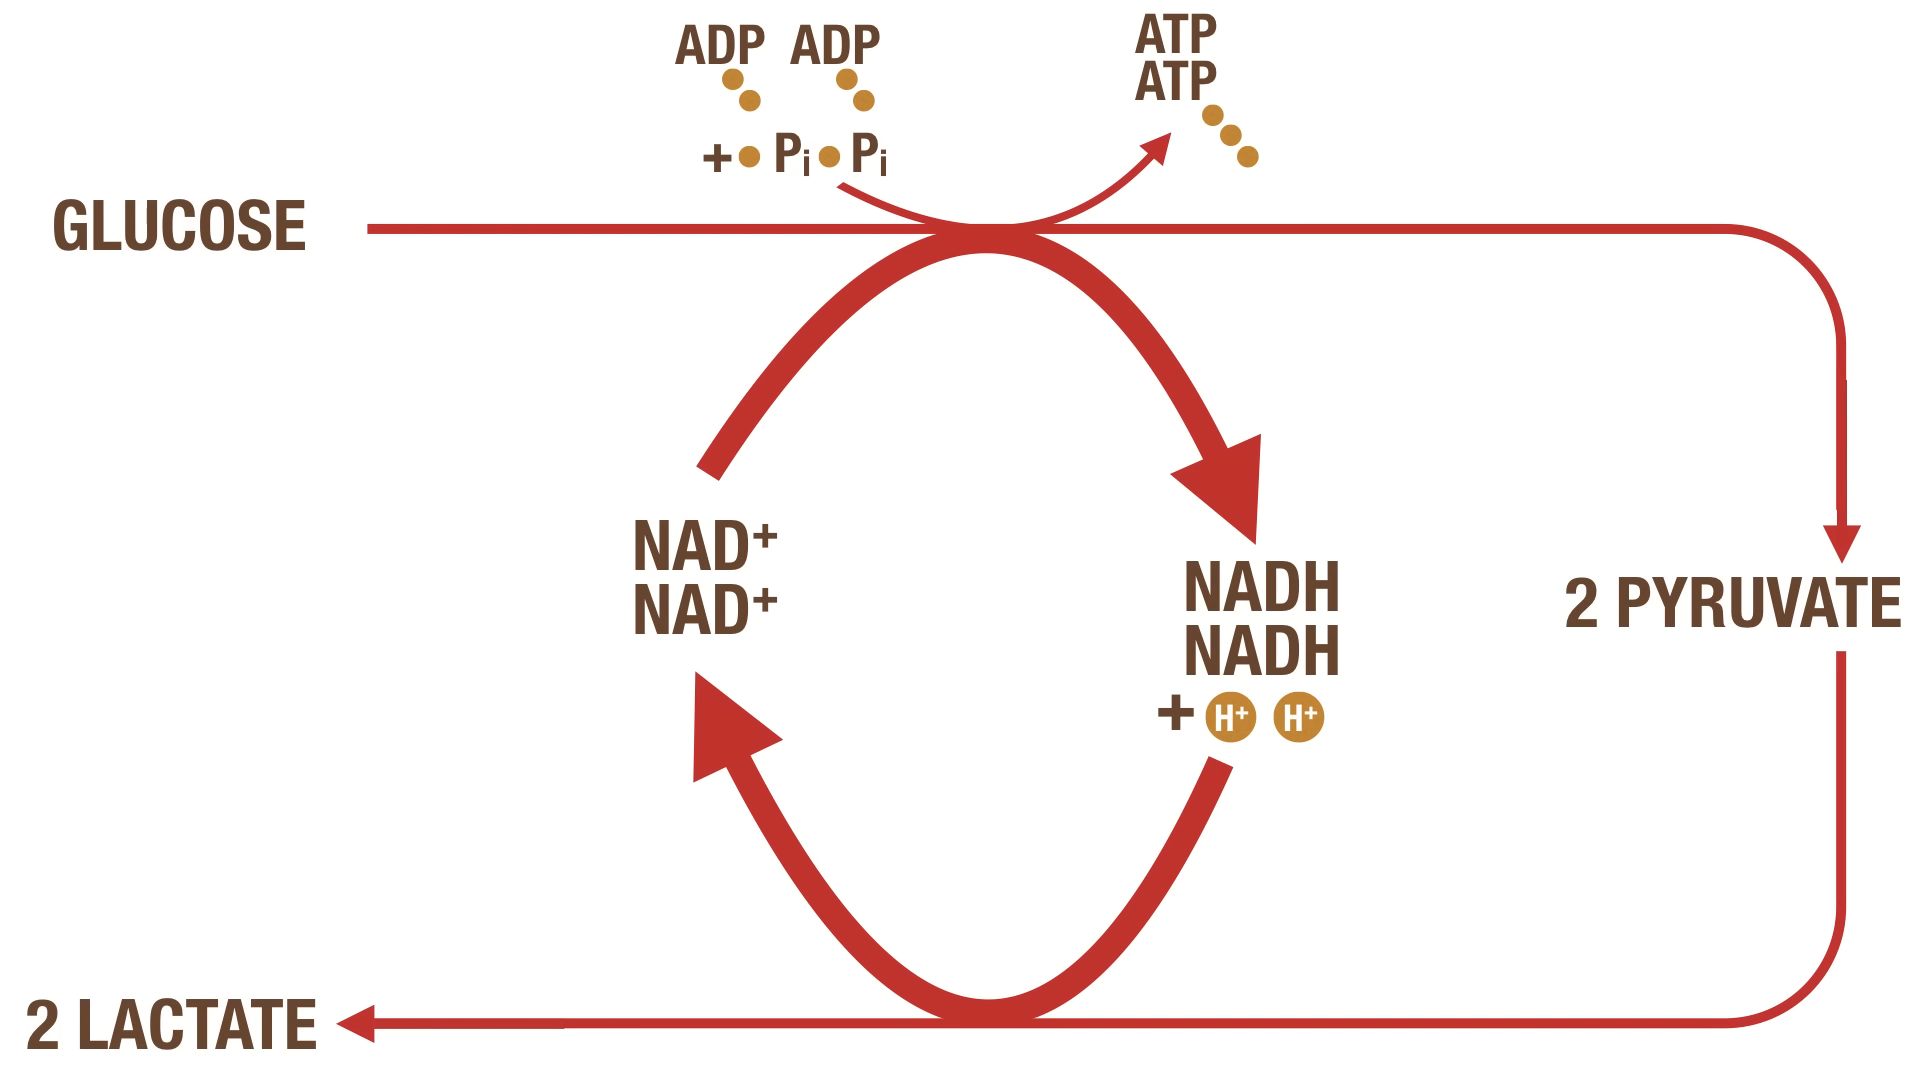 ADP ADP
+ Pi Pi
ATP
ATP
GLUCOSE
NAD+
NAD+
NADH
NADH
+ H+ H+
2 PYRUVATE
2 LACTATE